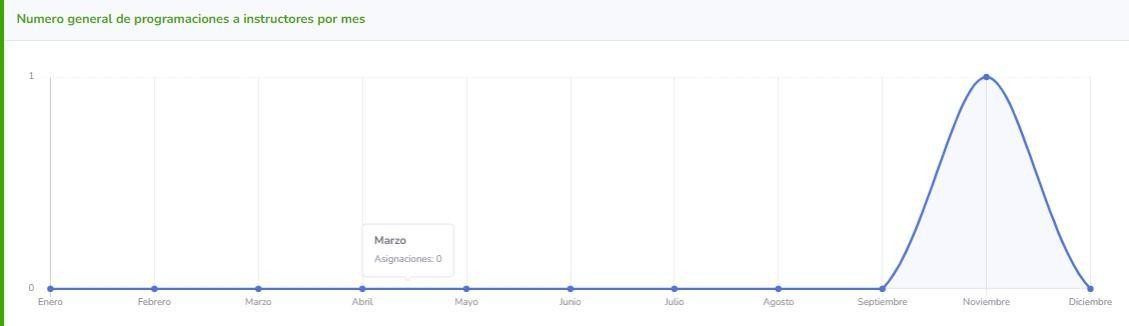 Numero general de programaciones a instructores por mes
1
Marzo
Asignaciones: 0
0
Enero Febrero Marzo Abril Mayo Junio Julio Agosto Septiembre Noviembre Diciembre